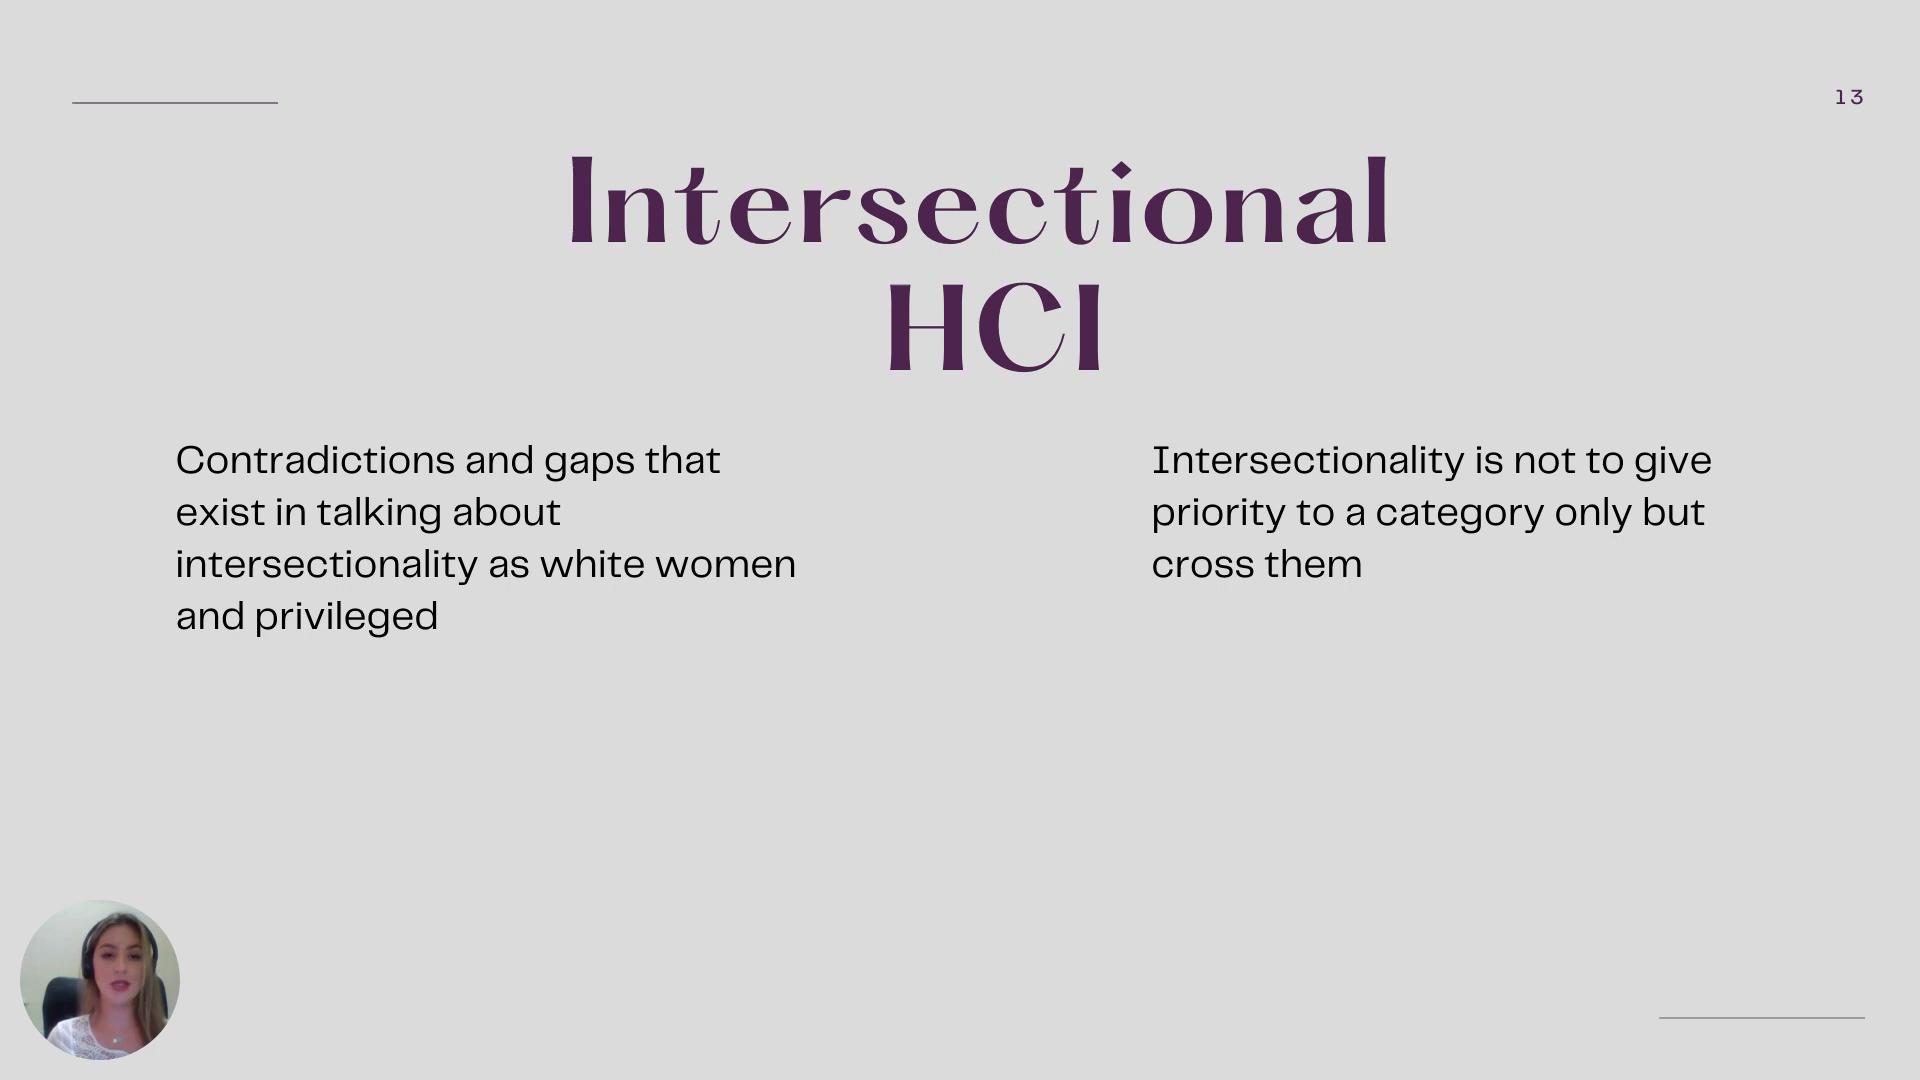 13
Intersectional
HCI
Contradictions and gaps that
exist in talking about
intersectionality as white women
and privileged
Intersectionality is not to give
priority to a category only but
cross them